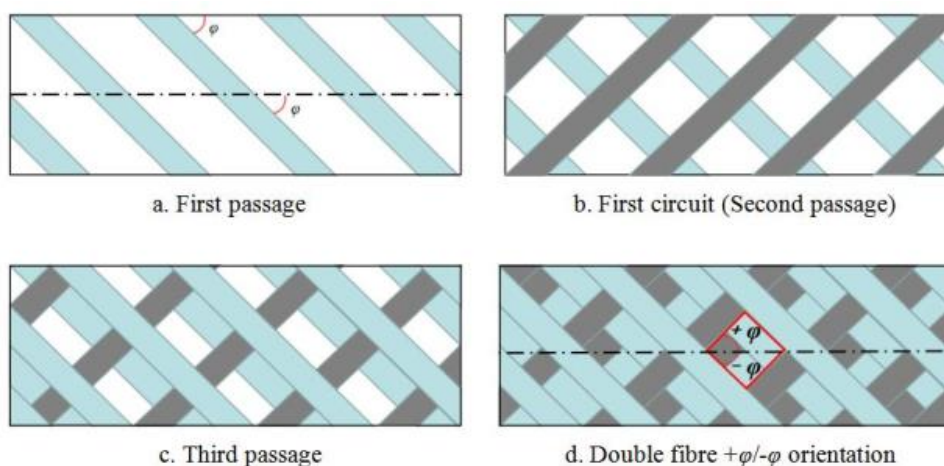 φ
φ
a. First passage
b. First circuit (Second passage)
+ φ
- φ
c. Third passage
d. Double fibre +φ/-φ orientation